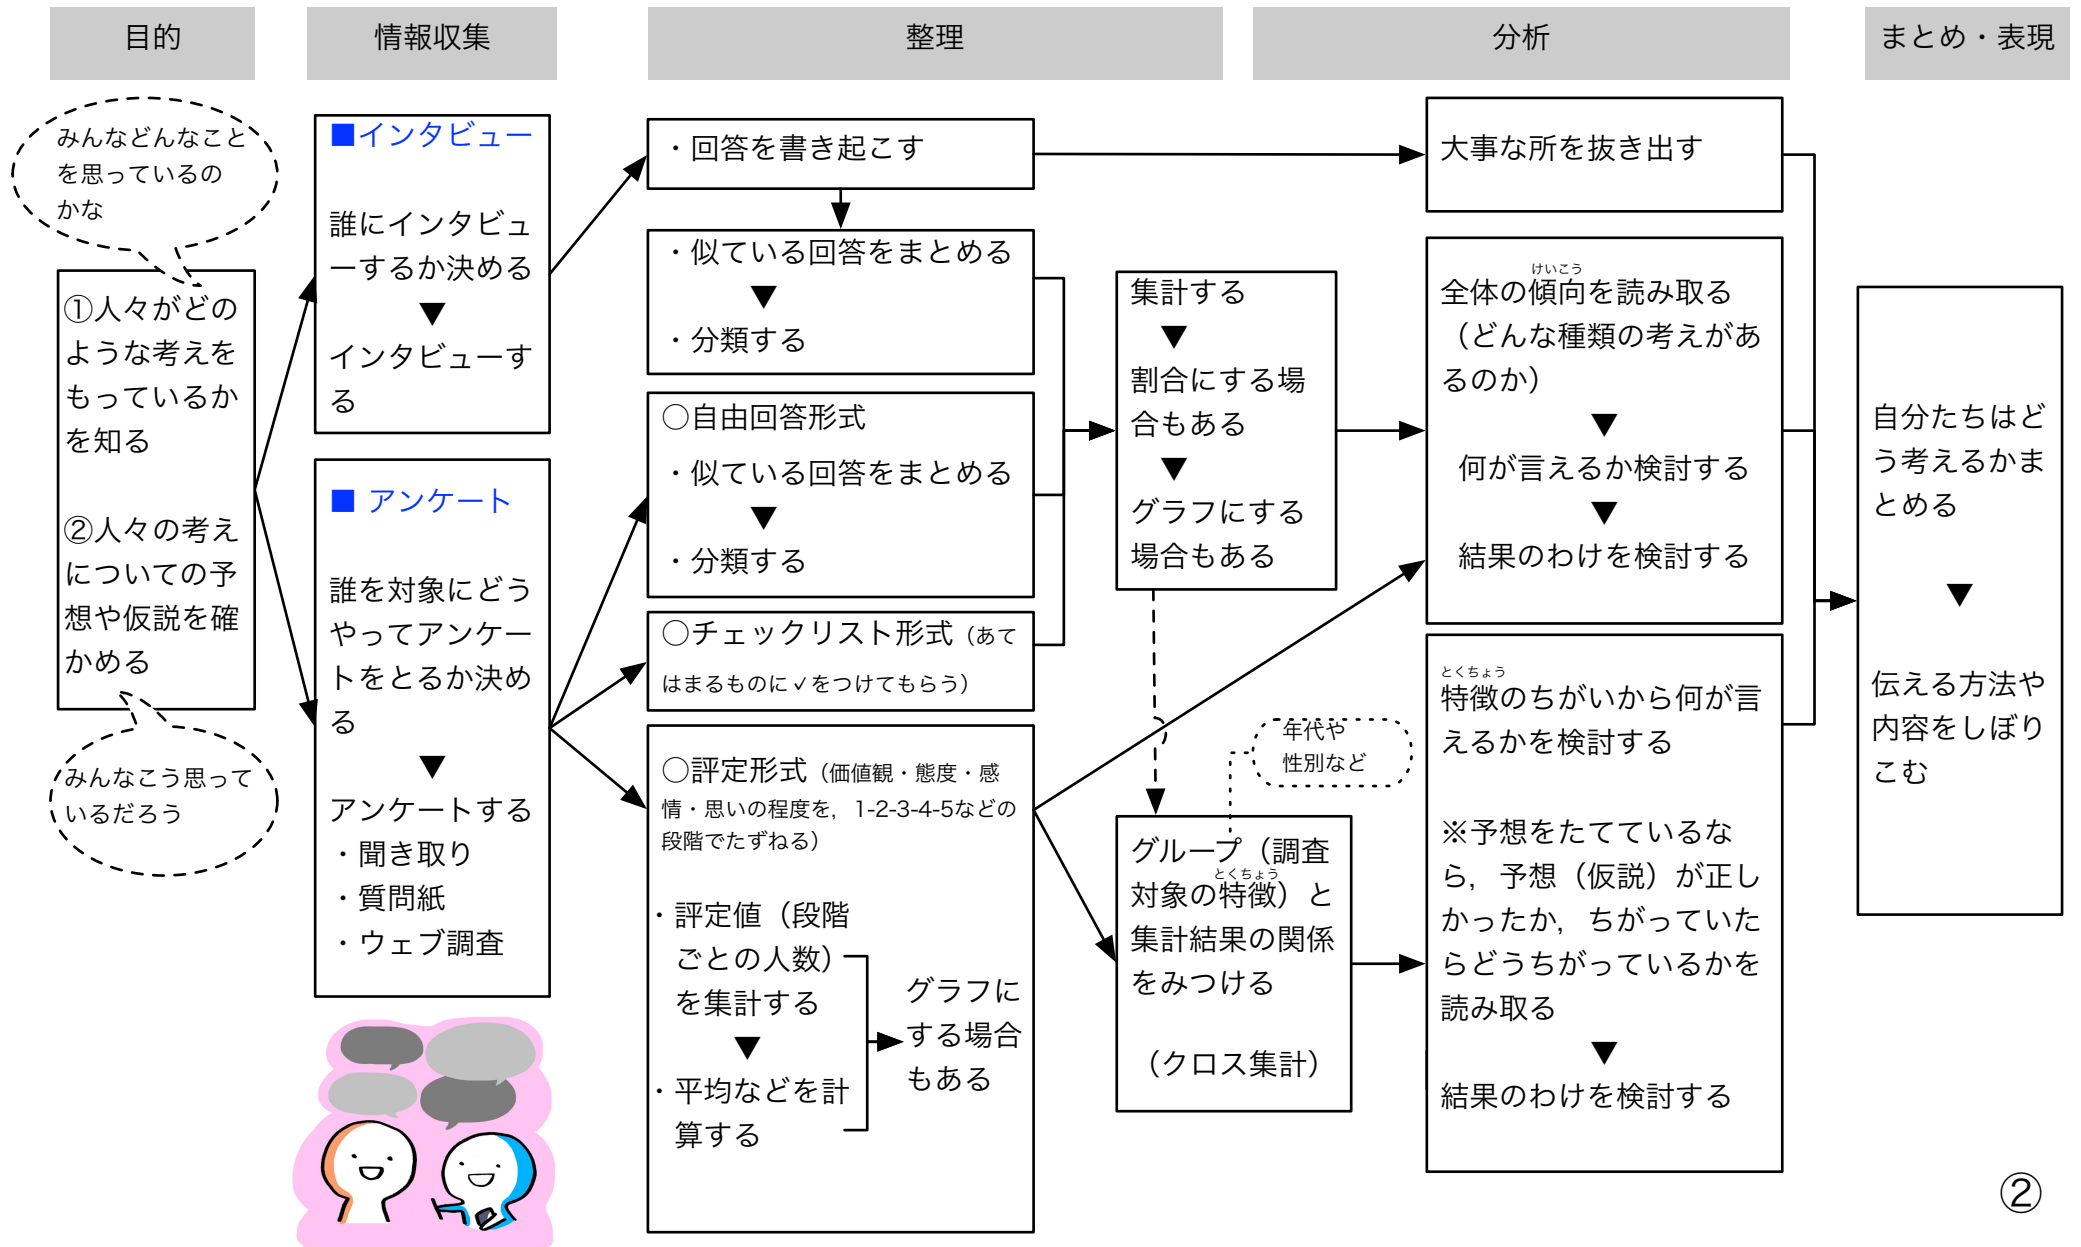 目的
情報収集
整理
分析
まとめ・表現
みんなどんなこと
を思っているの
かな
①人々がどの
ような考えを
もっているか
を知る
②人々の考え
についての予
想や仮説を確
かめる
みんなこう思って
いるだろう
■インタビュー
誰にインタビュ
ーするか決める
▼
インタビューす
る
■ アンケート
誰を対象にどう
やってアンケー
トをとるか決め
る
▼
アンケートする
・聞き取り
・質問紙
・ウェブ調査
・回答を書き起こす
・似ている回答をまとめる
▼
・分類する
○自由回答形式
・似ている回答をまとめる
▼
・分類する
○チェックリスト形式（あて
はまるものに✓をつけてもらう）
○評定形式（価値観・態度・感
情・思いの程度を，1-2-3-4-5などの
段階でたずねる）
・評定値（段階
ごとの人数）
を集計する
▼
・平均などを計
算する
グラフに
する場合
もある
集計する
▼
割合にする場
合もある
▼
グラフにする
場合もある
年代や
性別など
グループ（調査
とくちょう
対象の特徴）と
集計結果の関係
をみつける
（クロス集計）
大事な所を抜き出す
けいこう
全体の傾向を読み取る
（どんな種類の考えがあ
るのか）
▼
何が言えるか検討する
▼
結果のわけを検討する
とくちょう
特徴のちがいから何が言
えるかを検討する
※予想をたてているな
ら，予想（仮説）が正し
かったか，ちがっていた
らどうちがっているかを
読み取る
▼
結果のわけを検討する
自分たちはど
う考えるかま
とめる
▼
伝える方法や
内容をしぼり
こむ
②